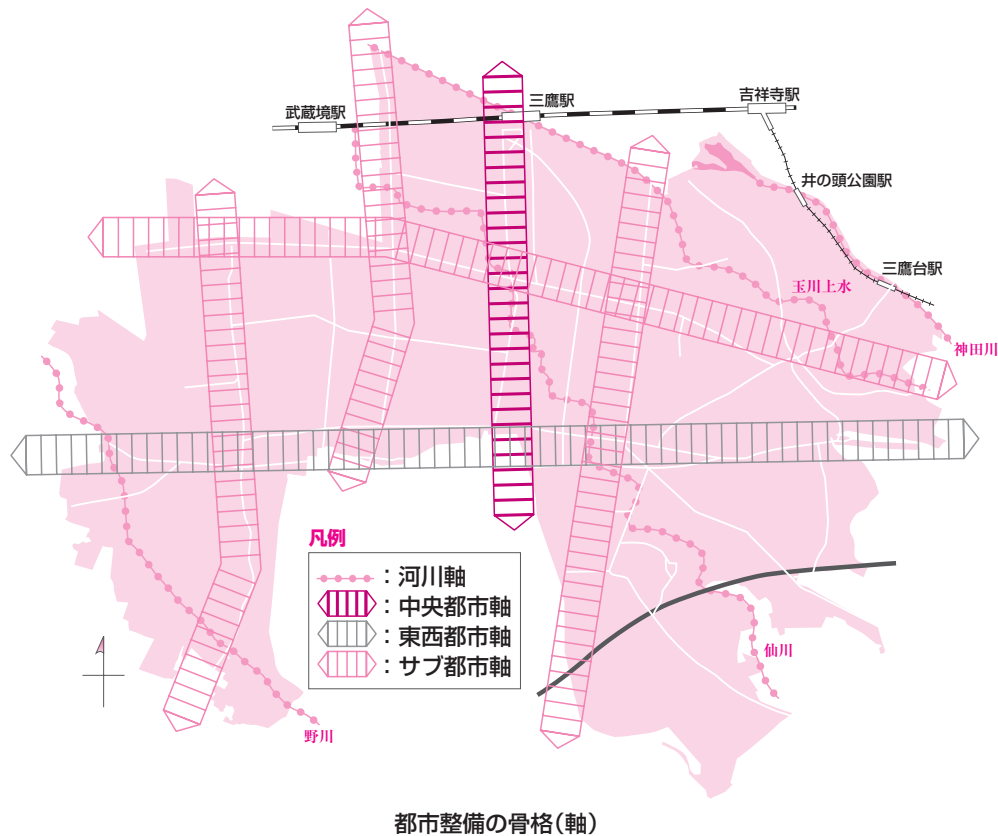 武蔵境駅
三鷹駅
吉祥寺駅
井の頭公園駅
三鷹台駅
玉川上水
神田川
凡例
：河川軸
：中央都市軸
：東西都市軸
：サブ都市軸
仙川
野川
都市整備の骨格（軸）